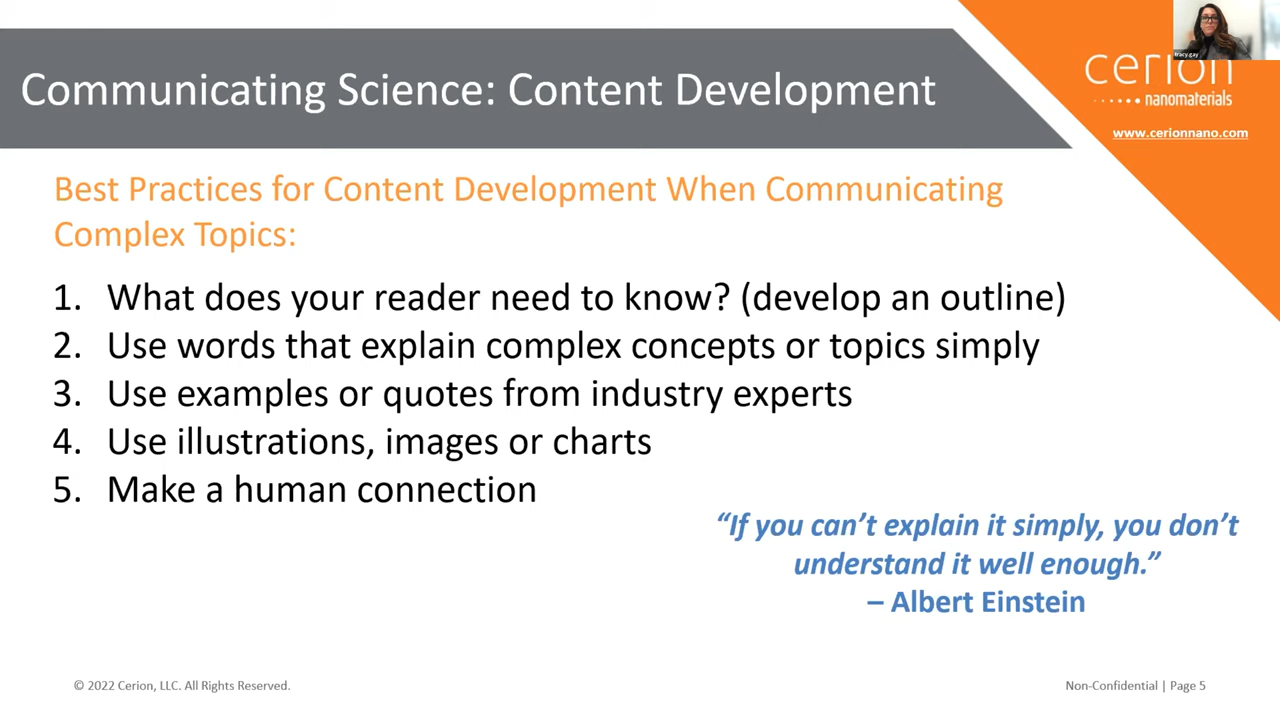 Communicating Science: Content Development
tracy.gay
cerion
nanomaterials
www.cerionnano.com
Best Practices for Content Development When Communicating
Complex Topics:
1. What does your reader need to know? (develop an outline)
2. Use words that explain complex concepts or topics simply
3. Use examples or quotes from industry experts
4. Use illustrations, images or charts
5. Make a human connection
“If you can’t explain it simply, you don’t
understand it well enough.”
– Albert Einstein
© 2022 Cerion, LLC. All Rights Reserved.
Non-Confidential | Page 5